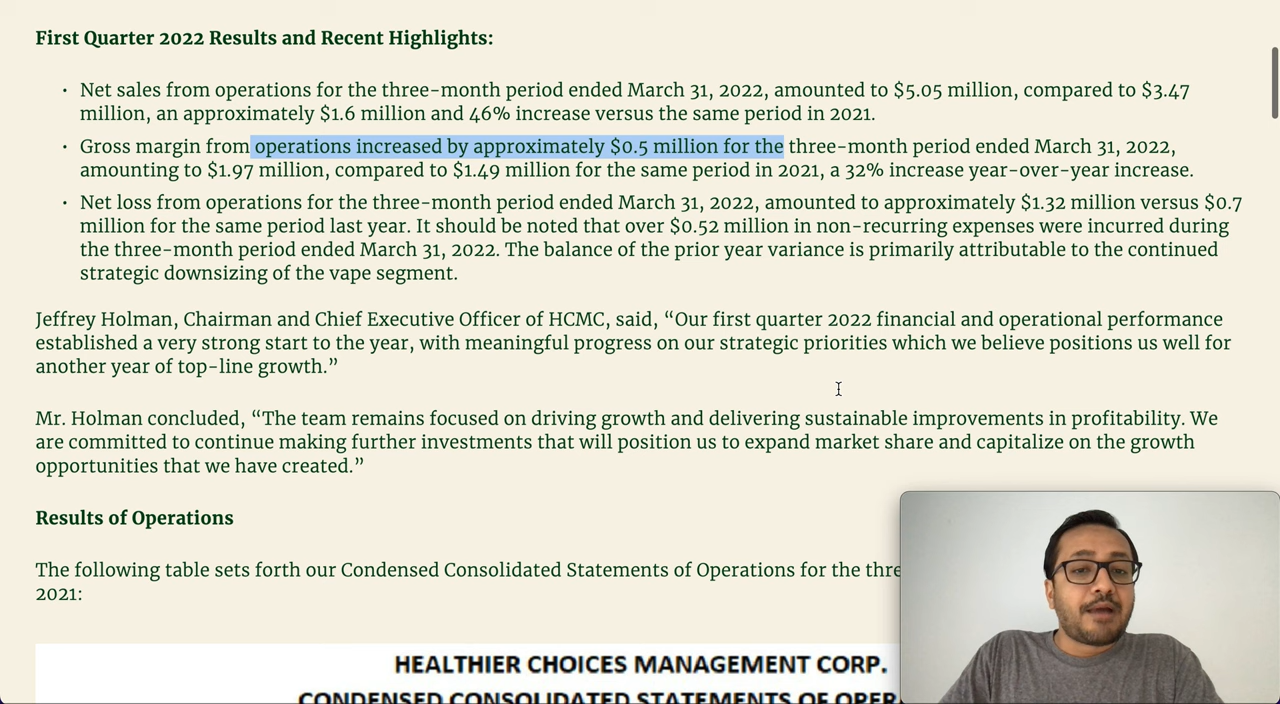 First Quarter 2022 Results and Recent Highlights:
• Net sales from operations for the three-month period ended March 31, 2022, amounted to $5.05 million, compared to $3.47
million, an approximately $1.6 million and 46% increase versus the same period in 2021.
• Gross margin from operations increased by approximately $0.5 million for the three-month period ended March 31, 2022,
amounting to $1.97 million, compared to $1.49 million for the same period in 2021, a 32% increase year-over-year increase.
• Net loss from operations for the three-month period ended March 31, 2022, amounted to approximately $1.32 million versus $0.7
million for the same period last year. It should be noted that over $0.52 million in non-recurring expenses were incurred during
the three-month period ended March 31, 2022. The balance of the prior year variance is primarily attributable to the continued
strategic downsizing of the vape segment.
Jeffrey Holman, Chairman and Chief Executive Officer of HCMC, said, “Our first quarter 2022 financial and operational performance
established a very strong start to the year, with meaningful progress on our strategic priorities which we believe positions us well for
another year of top-line growth.”
Mr. Holman concluded, “The team remains focused on driving growth and delivering sustainable improvements in profitability. We
are committed to continue making further investments that will position us to expand market share and capitalize on the growth
opportunities that we have created.”
Results of Operations
The following table sets forth our Condensed Consolidated Statements of Operations for the
2021:
HEALTHIER CHOICES MANAGEMENT CORP.
CONDENSED CONSOLIDATED STATEMENTS OF